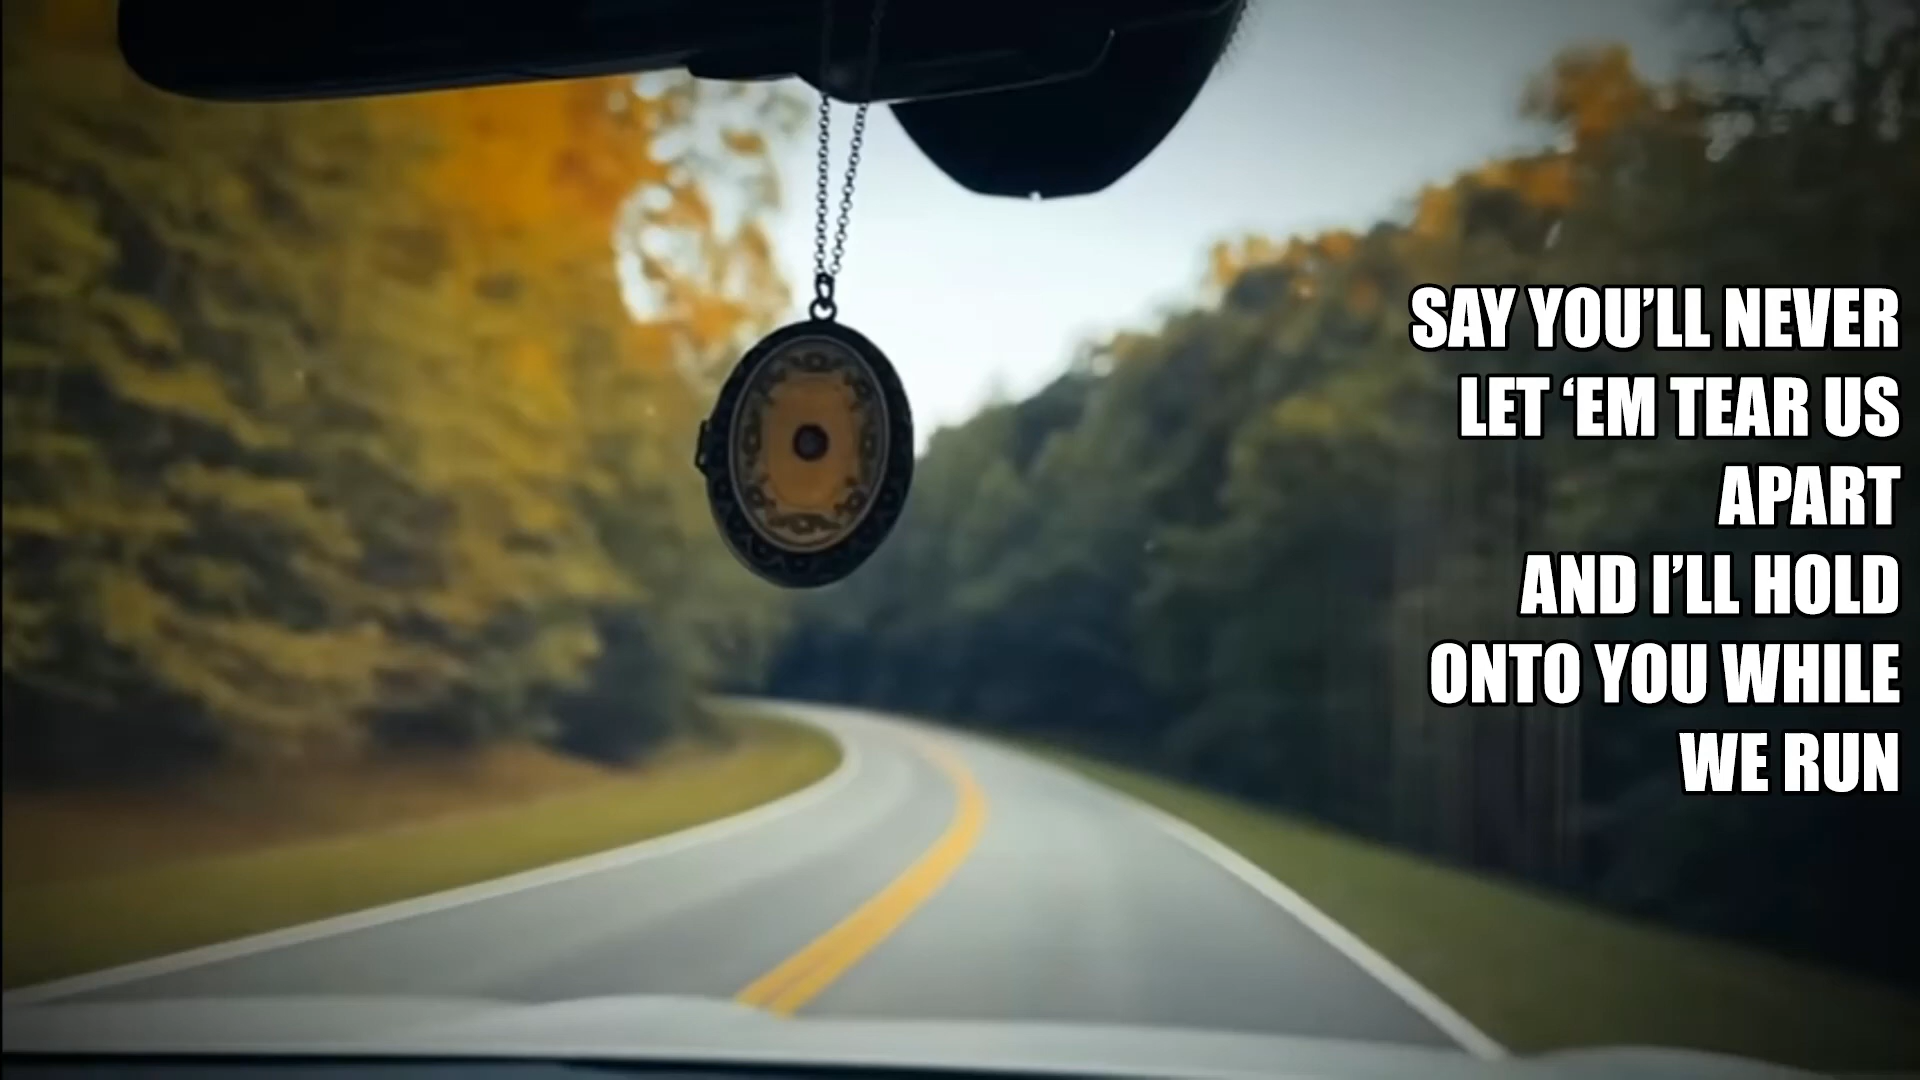 SAY YOU’LL NEVER
LET ‘EM TEAR US
APART
AND I’LL HOLD
ONTO YOU WHILE
WE RUN